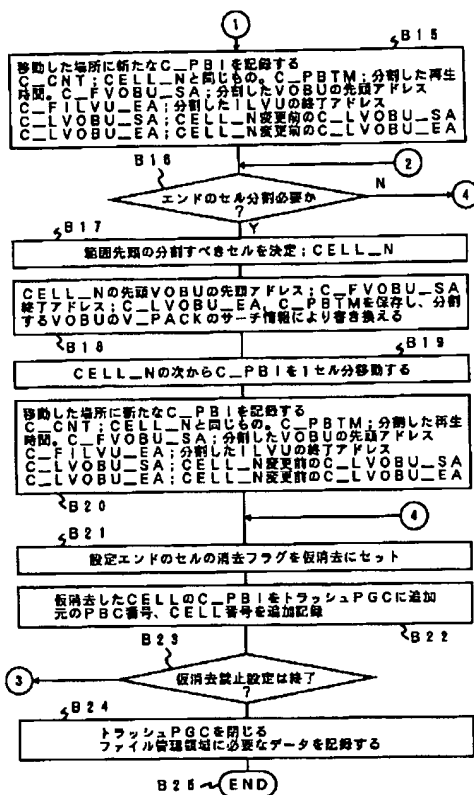 1
B15
移動した場所に新たなC_PBIを記録する
C_CNT;CELL_Nと同じもの。C_PBTM;分割した再生
時間。C_FVOBU_SA;分割したVOBUの先頭アドレス
C_FILVU_EA;分割したILVUの終了アドレス
C_LVOBU_SA;CELL_N変更前のC_LVOBU_SA
C_LVOBU_EA;CELL_N変更前のC_LVOBU_EA
2
B16
エンドのセル分割必要か
?
N
4
Y
B17
範囲先頭の分割すべきセルを決定;CELL_N
CELL_Nの先頭VOBUの先頭アドレス;C_FVOBU_SA
終了アドレス;C_LVOBU_EA,C_PBTMを保存し、分割
するVOBUのV_PACKのサーチ情報により書き換える
B18
B19
CELL_Nの次からC_PBIを1セル分移動する
移動した場所に新たなC_PBIを記録する
C_CNT;CELL_Nと同じもの。C_PBTM;分割した再生
時間。C_FVOBU_SA;分割したVOBUの先頭アドレス
C_FILVU_EA;分割したILVUの終了アドレス
C_LVOBU_SA;CELL_N変更前のC_LVOBU_SA
C_LVOBU_EA;CELL_N変更前のC_LVOBU_EA
B20
4
B21
設定エンドのセルの消去フラグを仮消去にセット
仮消去したCELLのC_PBIをトラッシュPGCに追加
元のPBC番号、CELL番号を追加記録
B22
B23
3
仮消去禁止設定は終了
?
B24
トラッシュPGCを閉じる
ファイル管理領域に必要なデータを記録する
B25
END